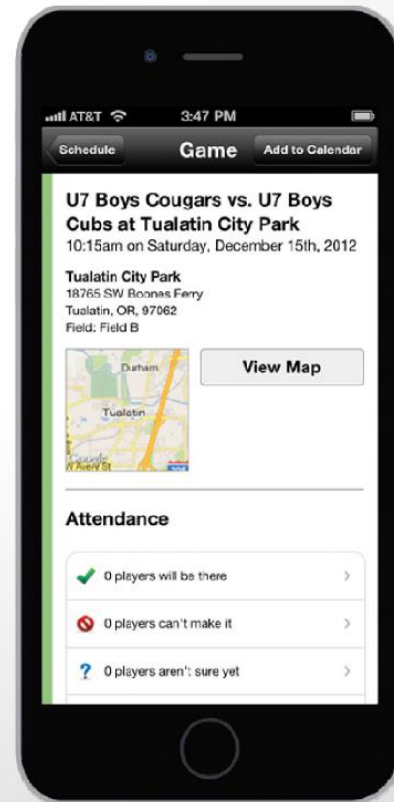 AT&T 3:47 PM
Schedule Game Add to Calendar
U7 Boys Cougars vs. U7 Boys
Cubs at Tualatin City Park
10:15am on Saturday, December 15th, 2012
Tualatin City Park
18765 SW Boones Ferry
Tualatin, OR, 97062
Field: Field B
Durham
Tualatin
Google
View Map
Attendance
0 players will be there
0 players can't make it
? 0 players aren't sure yet